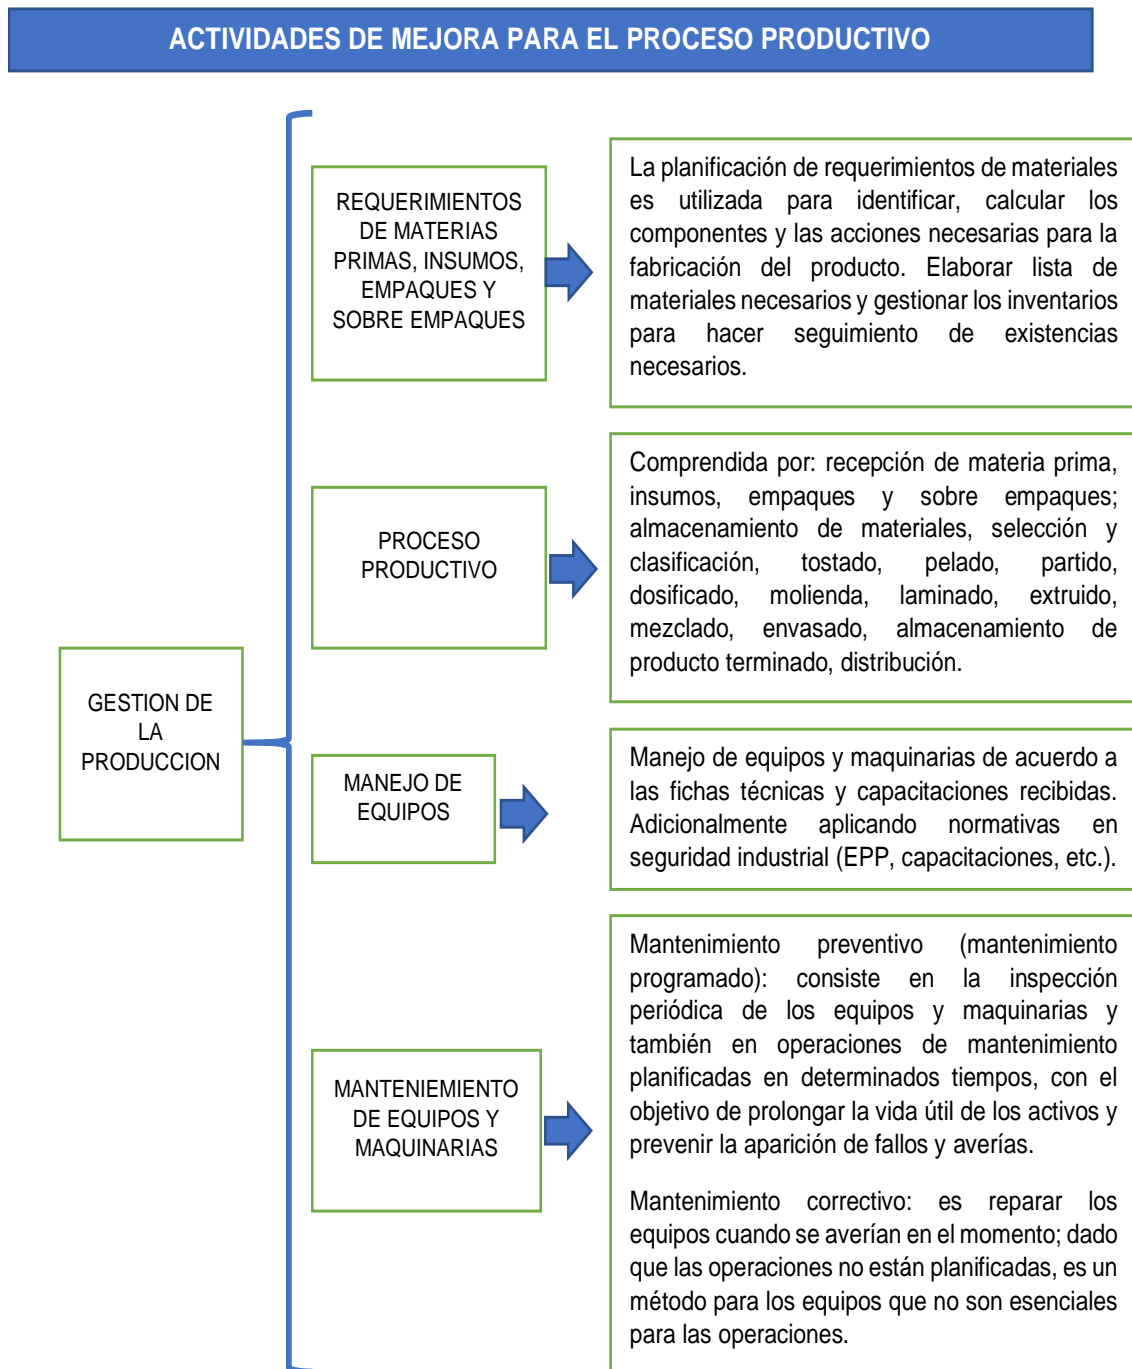 ACTIVIDADES DE MEJORA PARA EL PROCESO PRODUCTIVO
GESTION DE
LA
PRODUCCION
REQUERIMIENTOS
DE MATERIAS
PRIMAS, INSUMOS,
EMPAQUES Y
SOBRE EMPAQUES
La planificación de requerimientos de materiales
es utilizada para identificar, calcular los
componentes y las acciones necesarias para la
fabricación del producto. Elaborar lista de
materiales necesarios y gestionar los inventarios
para hacer seguimiento de existencias
necesarios.
PROCESO
PRODUCTIVO
Comprendida por: recepción de materia prima,
insumos, empaques y sobre empaques;
almacenamiento de materiales, selección y
clasificación, tostado, pelado, partido,
dosificado, molienda, laminado, extruido,
mezclado, envasado, almacenamiento de
producto terminado, distribución.
MANEJO DE
EQUIPOS
Manejo de equipos y maquinarias de acuerdo a
las fichas técnicas y capacitaciones recibidas.
Adicionalmente aplicando normativas en
seguridad industrial (EPP, capacitaciones, etc.).
MANTENIEMIENTO
DE EQUIPOS Y
MAQUINARIAS
Mantenimiento preventivo (mantenimiento
programado): consiste en la inspección
periódica de los equipos y maquinarias y
también en operaciones de mantenimiento
planificadas en determinados tiempos, con el
objetivo de prolongar la vida útil de los activos y
prevenir la aparición de fallos y averías.
Mantenimiento correctivo: es reparar los
equipos cuando se averían en el momento; dado
que las operaciones no están planificadas, es un
método para los equipos que no son esenciales
para las operaciones.